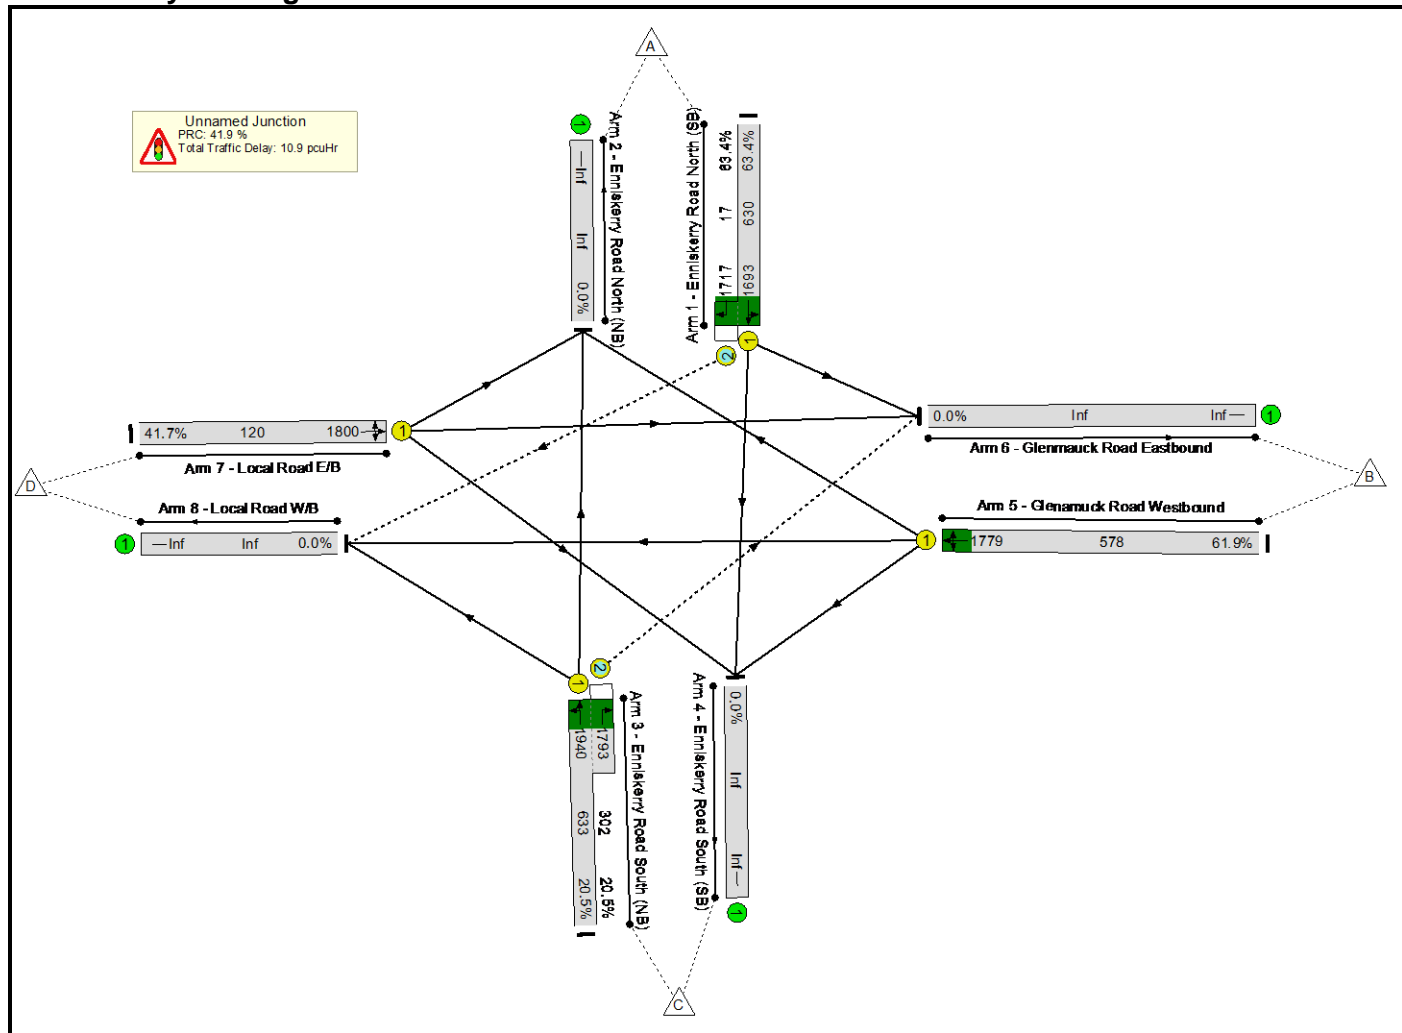 A
Unnamed Junction
PRC: 41.9 %
Total Traffic Delay: 10.9 pcuHr
1
Inf Inf 0.0%
Arm 2 - Enniskerry Road North (NB)
Arm 1 - Enniskerry Road North (SB)
1717 17 63.4%
1693 630 63.4%
2
1
41.7% 120 1800
1
Arm 7 - Local Road E/B
0.0% Inf Inf
1
Arm 6 - Glenmauck Road Eastbound
D
B
Arm 8 - Local Road W/B
1
Inf Inf 0.0%
Arm 5 - Glenamuck Road Westbound
1
1779 578 61.9%
1
2
1940 633 20.5%
1793 302 20.5%
Arm 3 - Enniskerry Road South (NB)
Arm 4 - Enniskerry Road South (SB)
0.0% Inf Inf
1
C